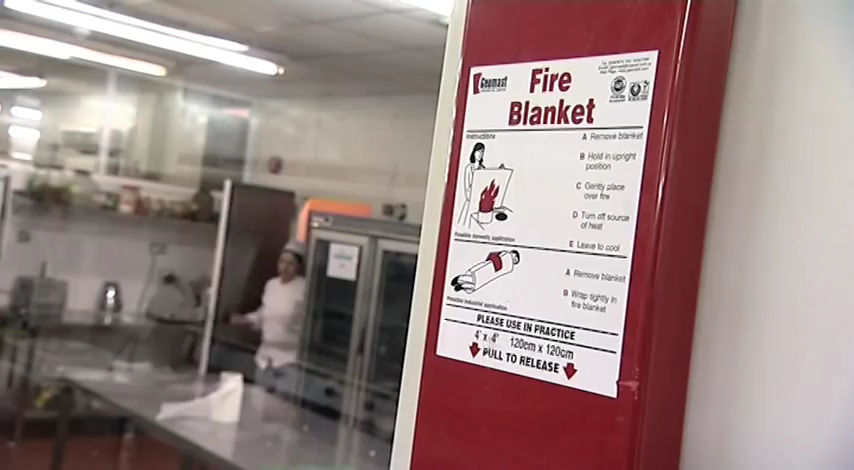 Geomast
Fire
Blanket
Instructions
A Remove blanket
B Hold in upright
position
C Gently place
over fire
D Turn off source
of heat
E Leave to cool
Possible domestic application
A Remove blanket
B Wrap tightly in
fire blanket
Possible industrial application
PLEASE USE IN PRACTICE
4' x 4' 120cm x 120cm
PULL TO RELEASE